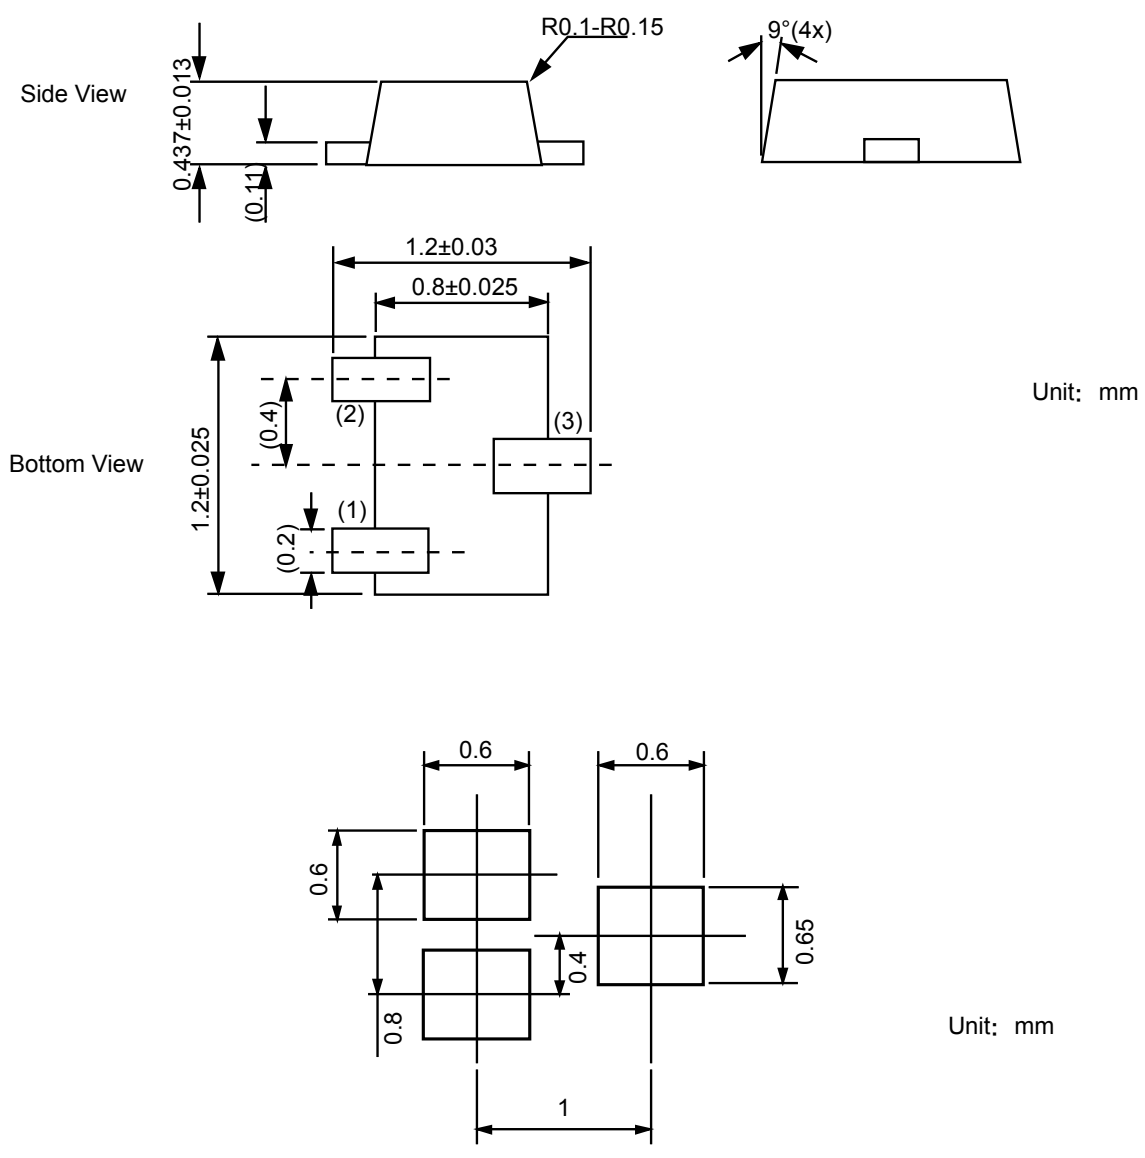 R0.1-R0.15
9°(4x)
Side View
0.437±0.013
(0.11)
1.2±0.03
0.8±0.025
Unit: mm
(2)
(0.4)
(3)
Bottom View
1.2±0.025
(1)
(0.2)
0.6
0.6
0.6
0.65
0.4
0.8
Unit: mm
1